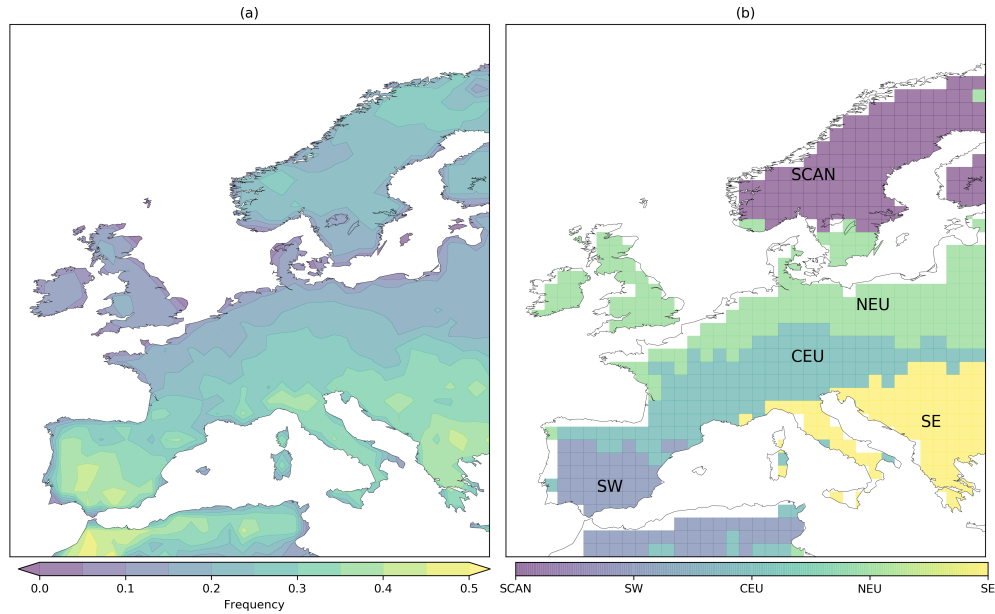 (a)
(b)
SCAN
NEU
CEU
SE
SW
0.0 0.1 0.2 0.3 0.4 0.5
Frequency
SCAN SW CEU NEU SE